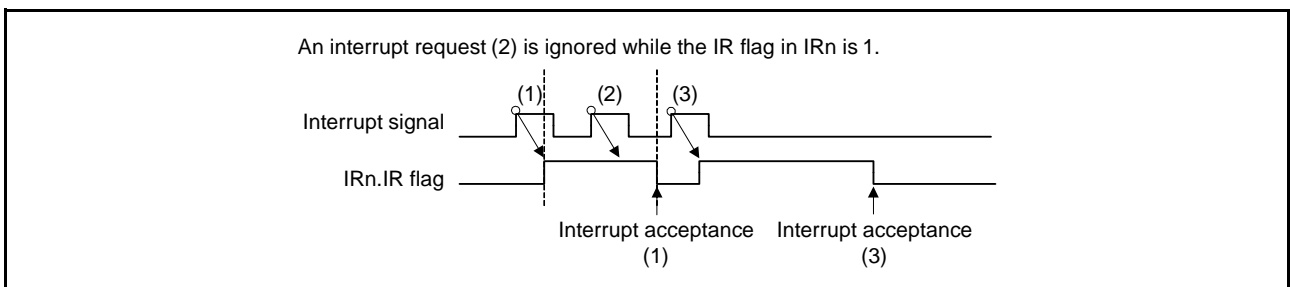 An interrupt request (2) is ignored while the IR flag in IRn is 1.
(1) (2) (3)
Interrupt signal
IRn.IR flag
Interrupt acceptance Interrupt acceptance
(1) (3)